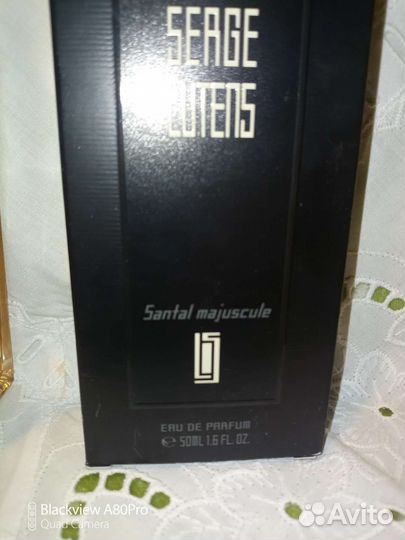 SERGE
LUTENS
Santal majuscule
EAU DE PARFUM
℮ 50ML 1.6 FL. OZ.
Blackview A80Pro
Quad Camera
Avito